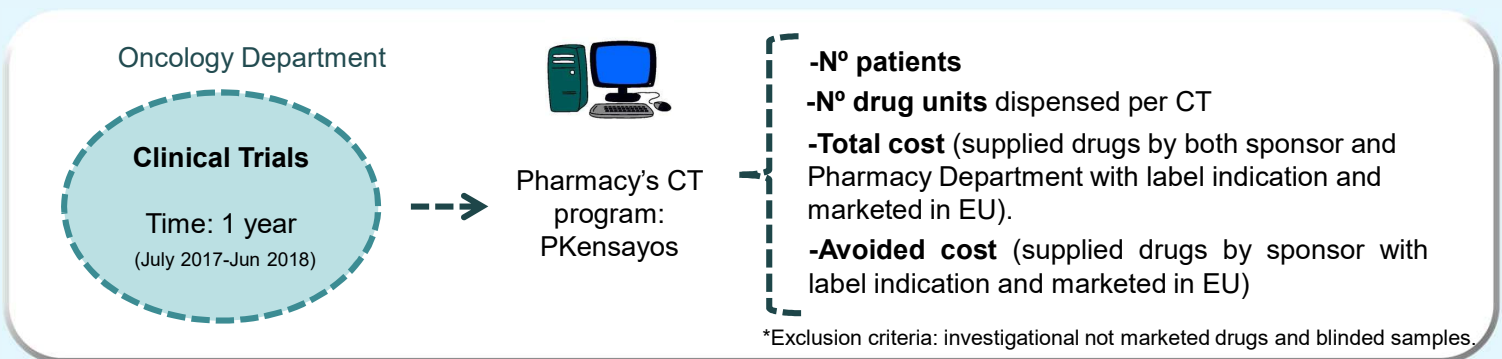 Oncology Department
Clinical Trials
Time: 1 year
(July 2017-Jun 2018)
Pharmacy's CT
program:
PKensayos
-Nº patients
-Nº drug units dispensed per CT
-Total cost (supplied drugs by both sponsor and
Pharmacy Department with label indication and
marketed in EU).
-Avoided cost (supplied drugs by sponsor with
label indication and marketed in EU)
*Exclusion criteria: investigational not marketed drugs and blinded samples.